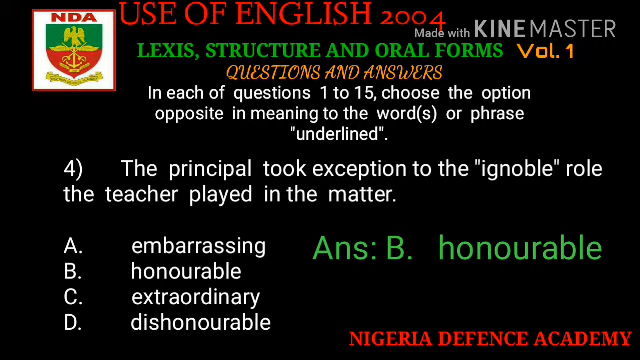 NDA
USE OF ENGLISH 2004
Made with KINEMASTER
LEXIS, STRUCTURE AND ORAL FORMS Vol. 1
QUESTIONS AND ANSWERS
In each of questions 1 to 15, choose the option
opposite in meaning to the word(s) or phrase
"underlined".
4) The principal took exception to the "ignoble" role
the teacher played in the matter.
A. embarrassing
B. honourable
C. extraordinary
D. dishonourable
Ans: B. honourable
NIGERIA DEFENCE ACADEMY